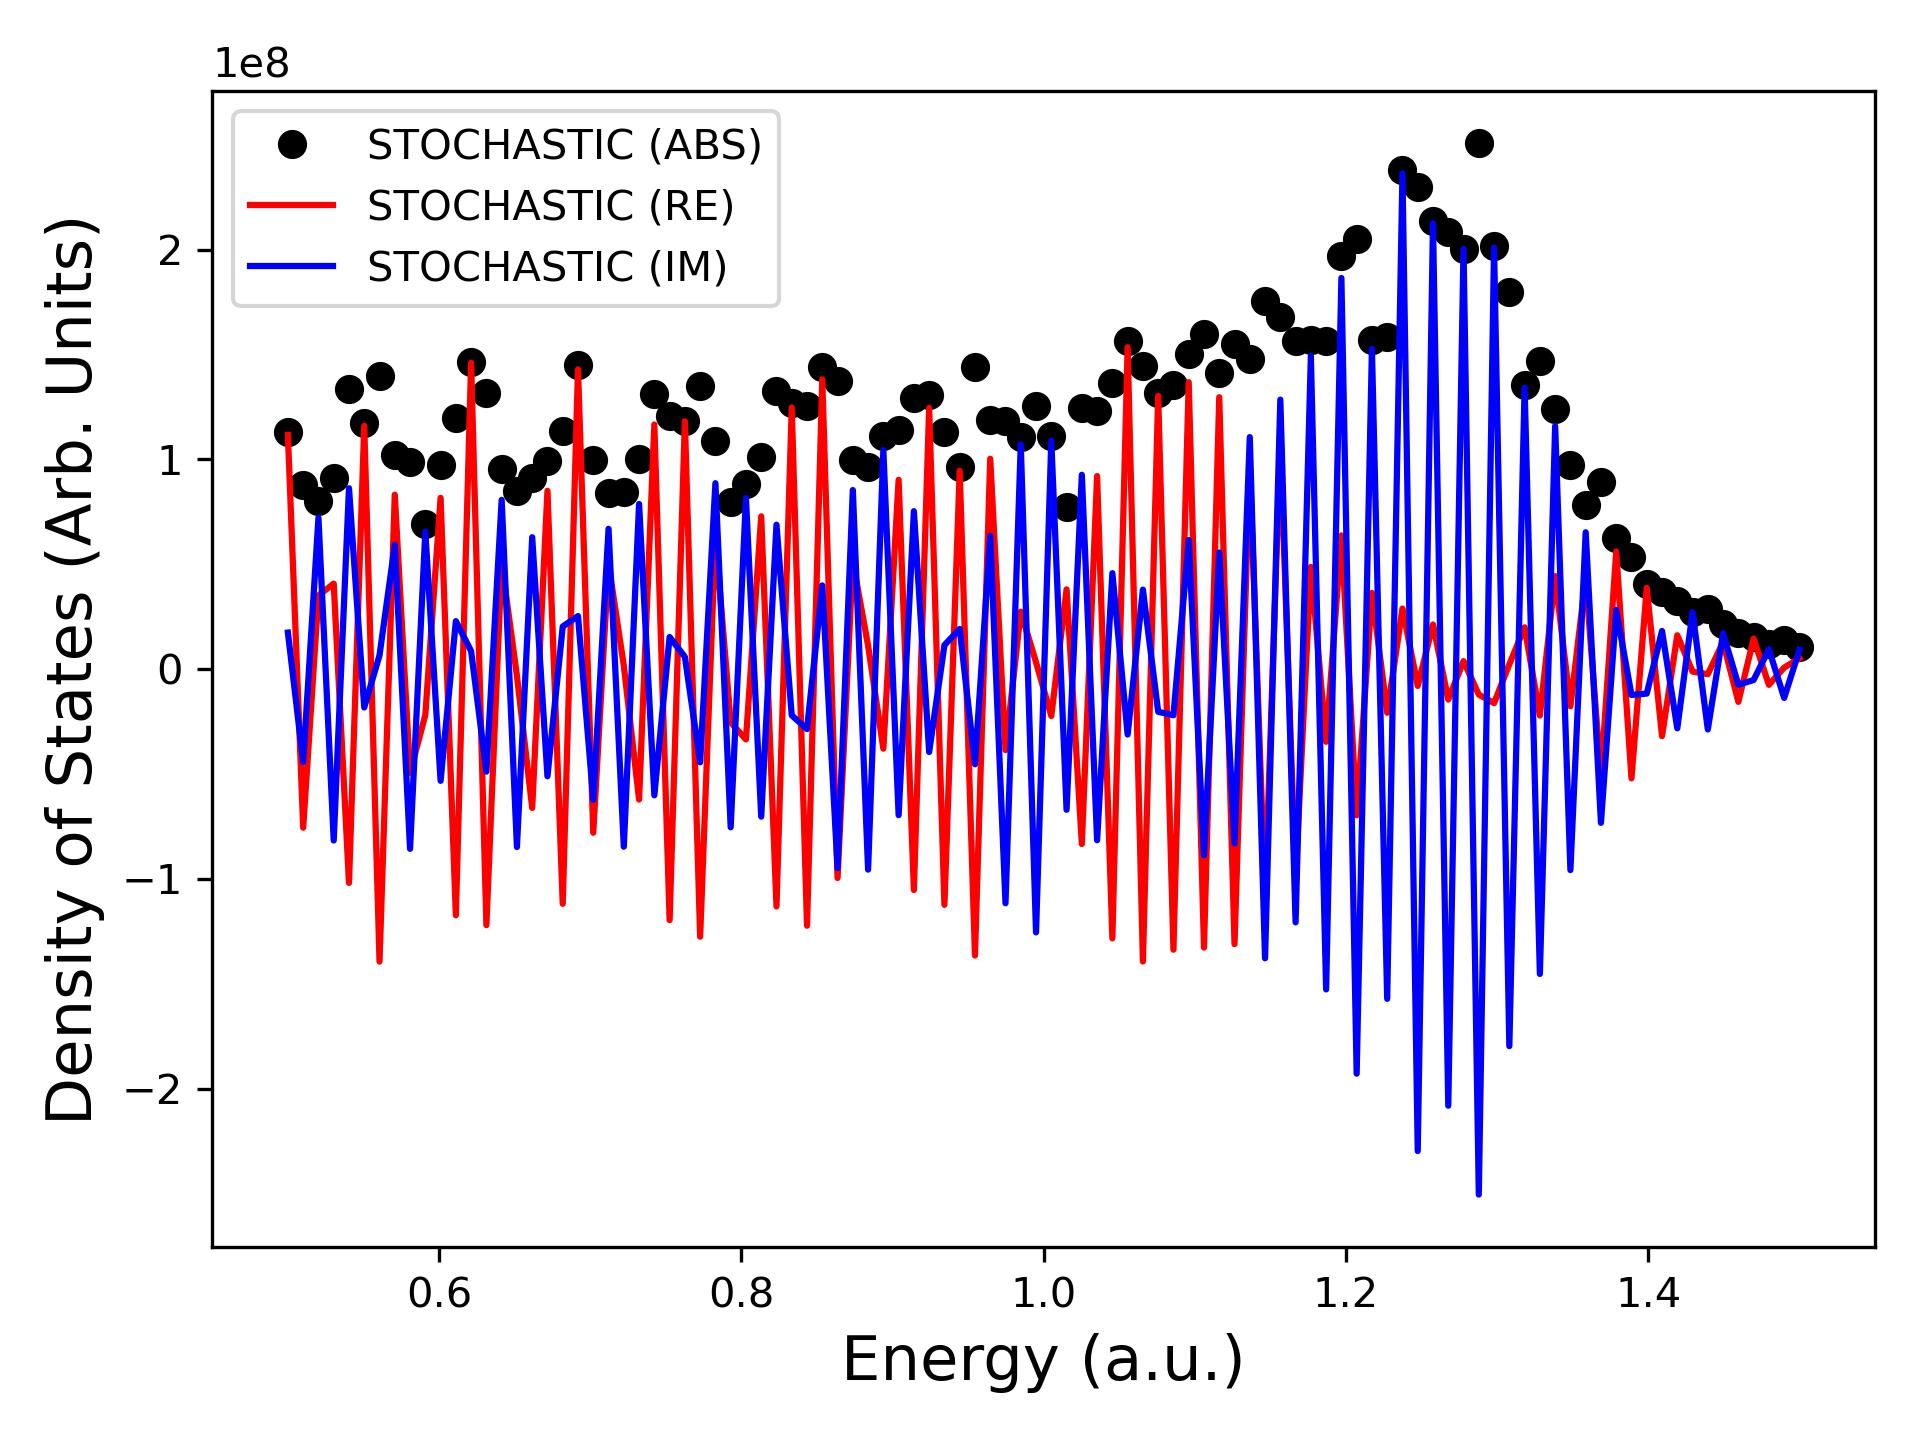 1e8
STOCHASTIC (ABS)
STOCHASTIC (RE)
STOCHASTIC (IM)
Density of States (Arb. Units)
2
1
0
−1
−2
0.6 0.8 1.0 1.2 1.4
Energy (a.u.)